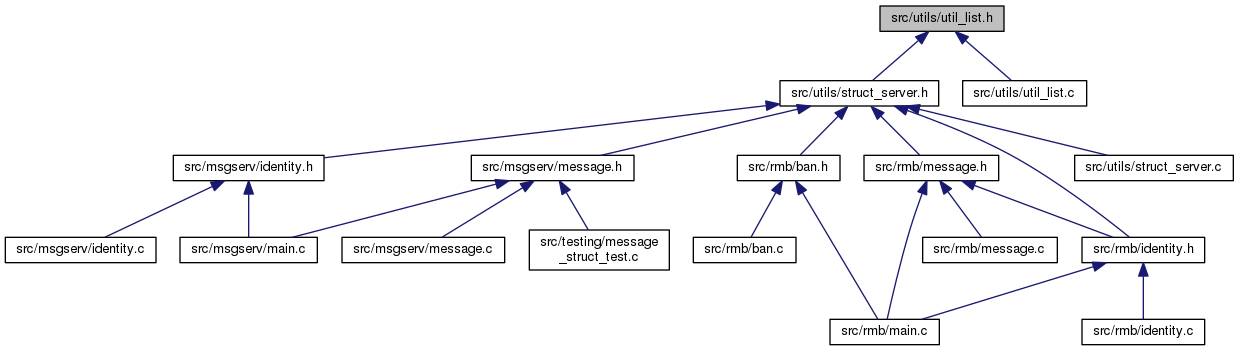 src/utils/util_list.h
src/utils/struct_server.h
src/utils/util_list.c
src/msgserv/identity.h
src/msgserv/message.h
src/rmb/ban.h
src/rmb/message.h
src/utils/struct_server.c
src/msgserv/identity.c
src/msgserv/main.c
src/msgserv/message.c
src/testing/message
_struct_test.c
src/rmb/ban.c
src/rmb/message.c
src/rmb/identity.h
src/rmb/main.c
src/rmb/identity.c